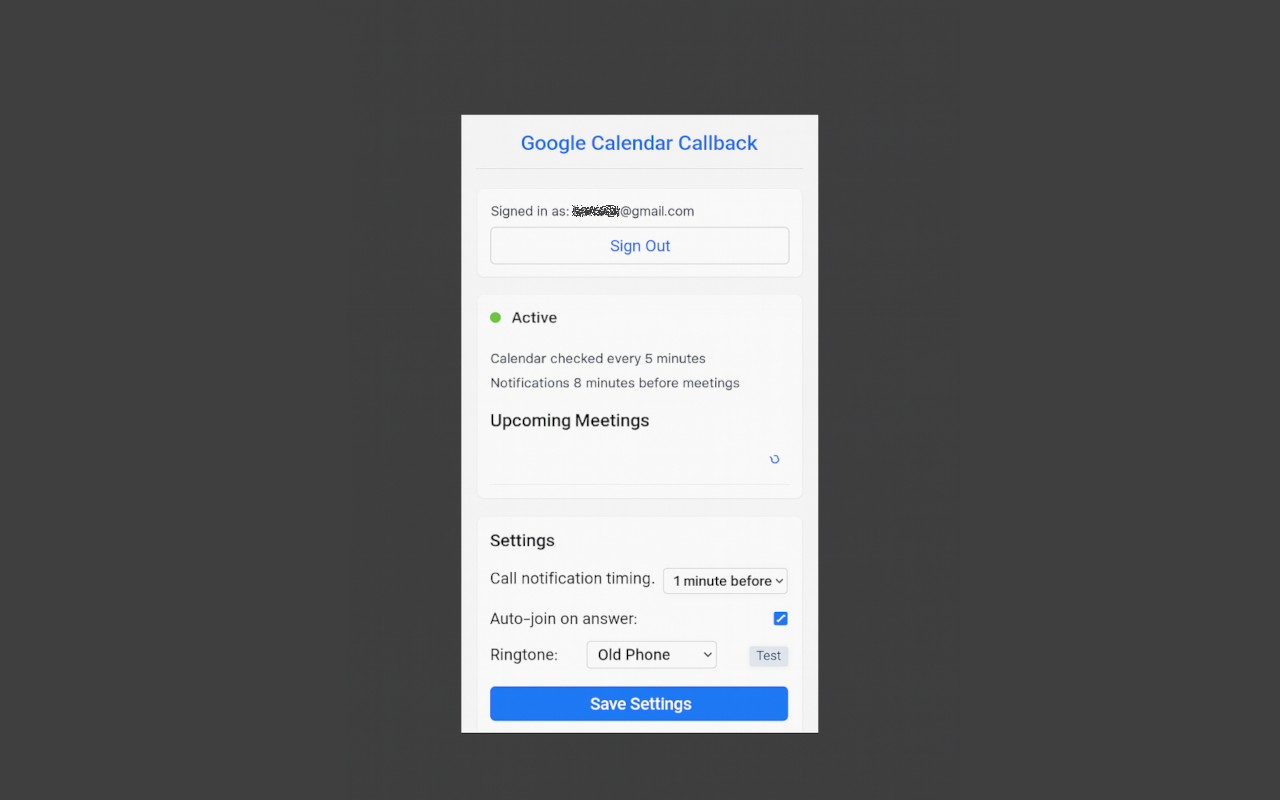 Google Calendar Callback
Signed in as: @gmail.com
Sign Out
Active
Calendar checked every 5 minutes
Notifications 8 minutes before meetings
Upcoming Meetings
Settings
Call notification timing. 1 minute before
Auto-join on answer:
Ringtone: Old Phone Test
Save Settings